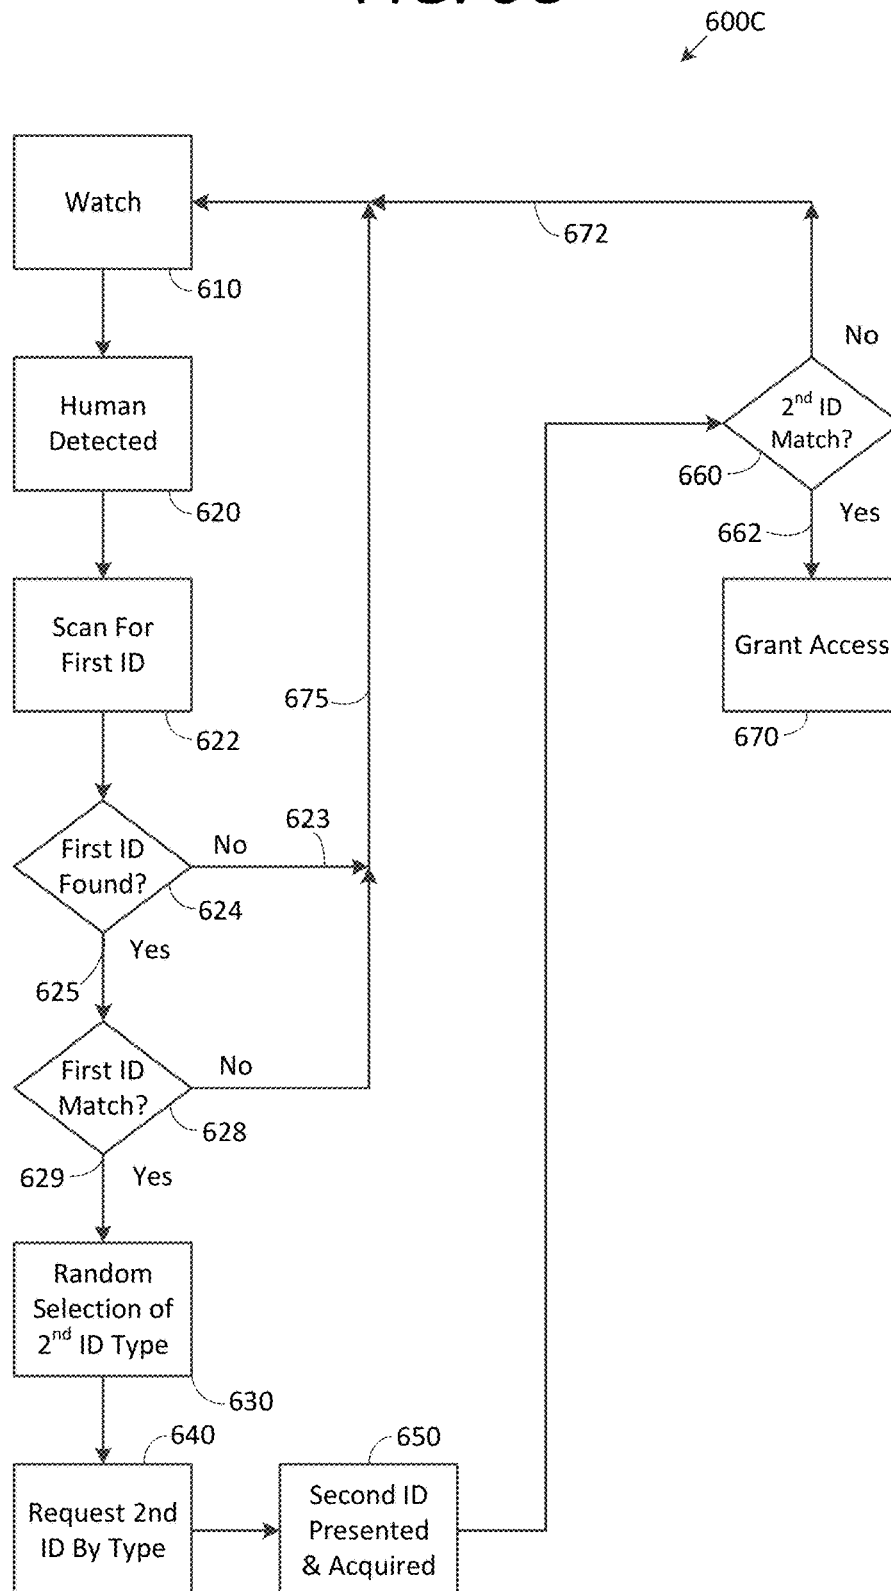 600C
Watch
610
672
No
Human
Detected
620
2nd ID
Match?
660
662
Yes
Scan For
First ID
622
675
Grant Access
670
623
No
First ID
Found?
624
Yes
625
First ID
Match?
No
628
629
Yes
Random
Selection of
2nd ID Type
630
640
650
Request 2nd
ID By Type
Second ID
Presented
& Acquired